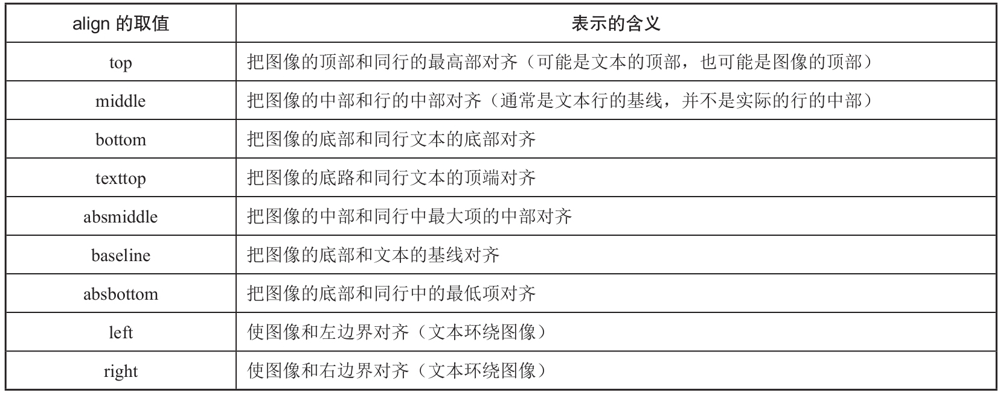 align 的取值 表示的含义
top 把图像的顶部和同行的最高部对齐（可能是文本的顶部，也可能是图像的顶部）
middle 把图像的中部和行的中部对齐（通常是文本行的基线，并不是实际的行的中部）
bottom 把图像的底部和同行文本的底部对齐
texttop 把图像的底路和同行文本的顶端对齐
absmiddle 把图像的中部和同行中最大项的中部对齐
baseline 把图像的底部和文本的基线对齐
absbottom 把图像的底部和同行中的最低项对齐
left 使图像和左边界对齐（文本环绕图像）
right 使图像和右边界对齐（文本环绕图像）